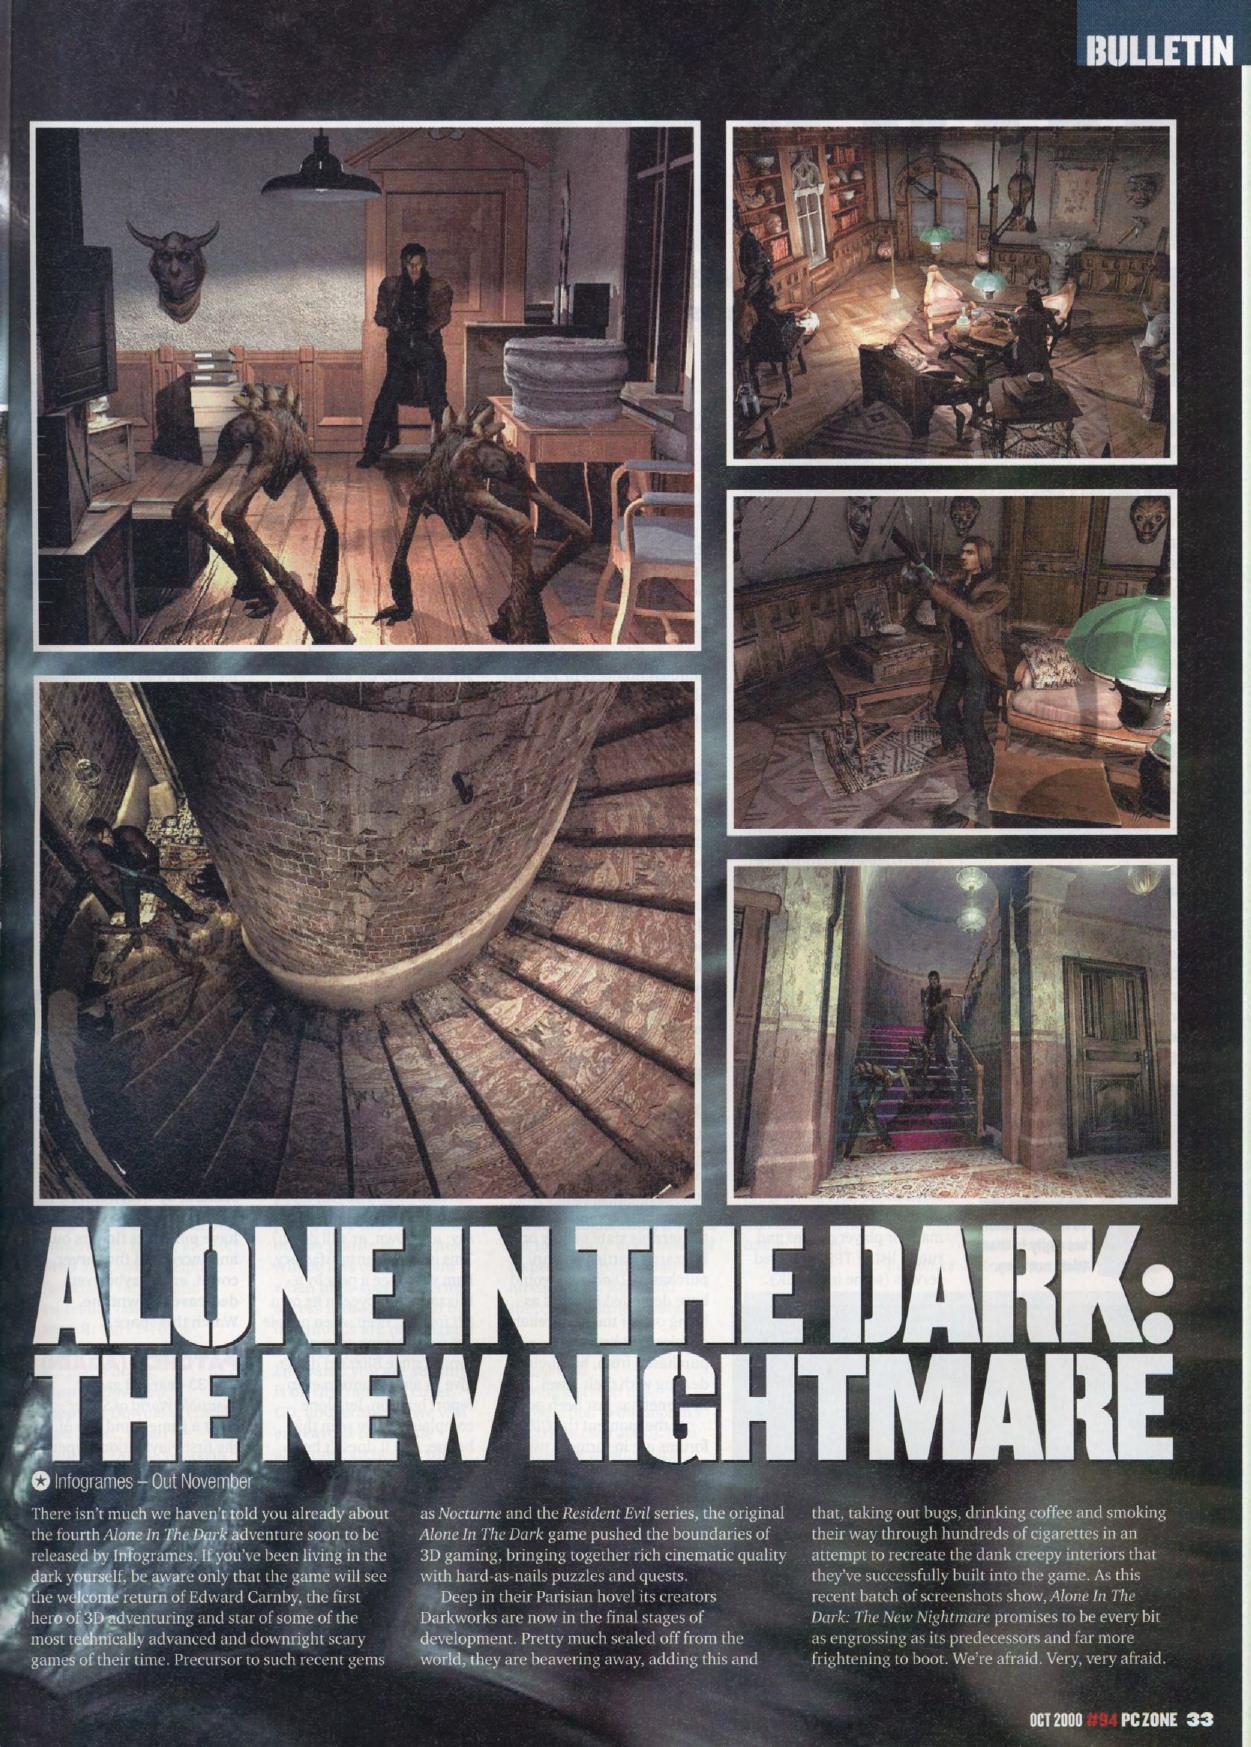 BULLETIN
ALONE IN THE DARK:
THE NEW NIGHTMARE
Infogrames – Out November
There isn't much we haven't told you already about
the fourth Alone In The Dark adventure soon to be
released by Infogrames. If you've been living in the
dark yourself, be aware only that the game will see
the welcome return of Edward Carnby, the first
hero of 3D adventuring and star of some of the
most technically advanced and downright scary
games of their time. Precursor to such recent gems
as Nocturne and the Resident Evil series, the original
Alone In The Dark game pushed the boundaries of
3D gaming, bringing together rich cinematic quality
with hard-as-nails puzzles and quests.
Deep in their Parisian hovel its creators
Darkworks are now in the final stages of
development. Pretty much sealed off from the
world, they are beavering away, adding this and
that, taking out bugs, drinking coffee and smoking
their way through hundreds of cigarettes in an
attempt to recreate the dank creepy interiors that
they've successfully built into the game. As this
recent batch of screenshots show, Alone In The
Dark: The New Nightmare promises to be every bit
as engrossing as its predecessors and far more
frightening to boot. We're afraid. Very, very afraid.
OCT 2000 #94 PC ZONE 33